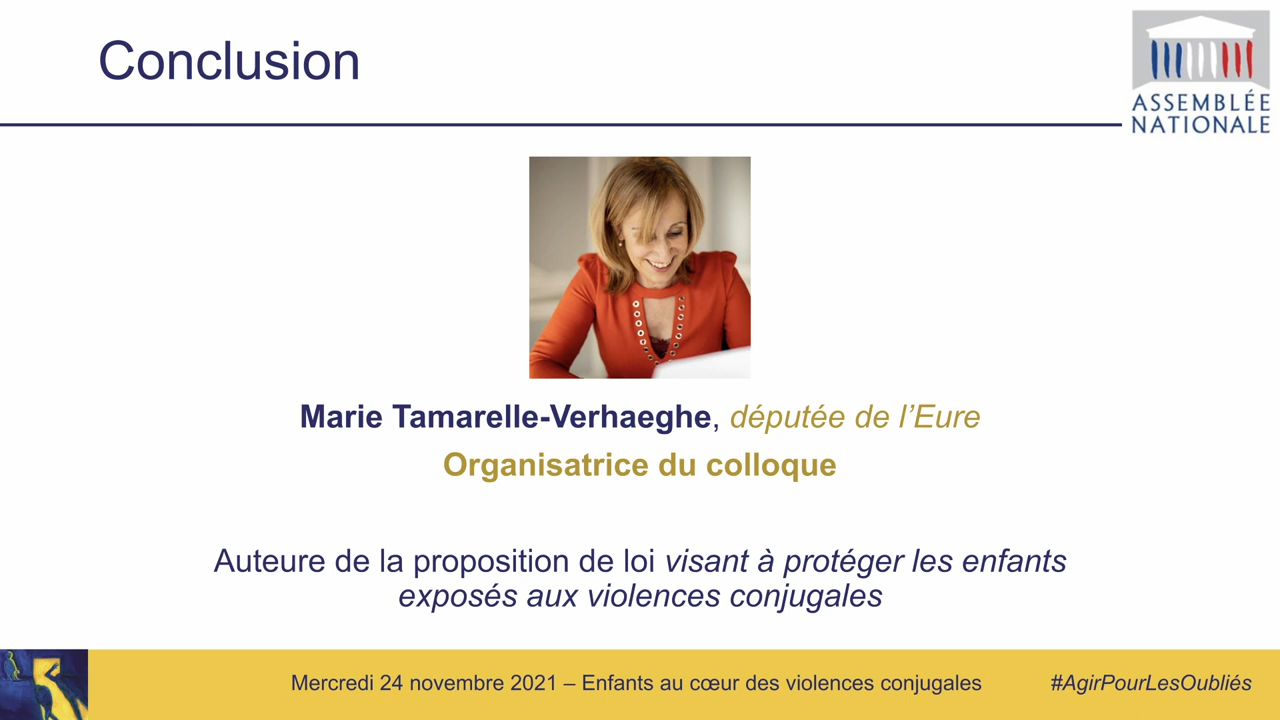 Conclusion
ASSEMBLÉE
NATIONALE
Marie Tamarelle-Verhaeghe, députée de l’Eure
Organisatrice du colloque
Auteure de la proposition de loi visant à protéger les enfants
exposés aux violences conjugales
Mercredi 24 novembre 2021 – Enfants au cœur des violences conjugales
#AgirPourLesOubliés